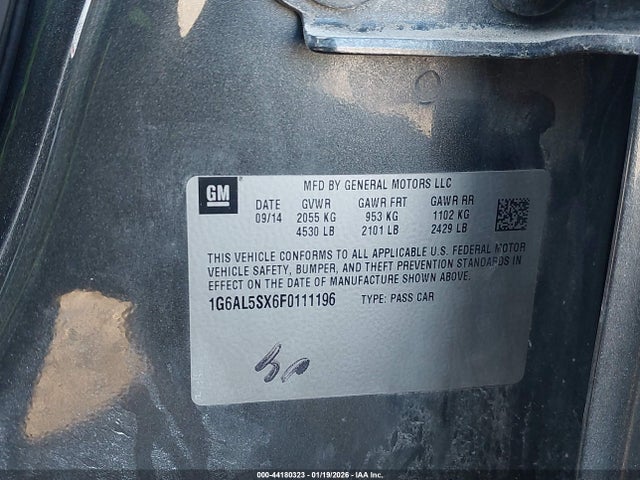 GM
MFD BY GENERAL MOTORS LLC
DATE GVWR GAWR FRT GAWR RR
09/14 2055 KG 953 KG 1102 KG
4530 LB 2101 LB 2429 LB
THIS VEHICLE CONFORMS TO ALL APPLICABLE U.S. FEDERAL MOTOR
VEHICLE SAFETY, BUMPER, AND THEFT PREVENTION STANDARDS IN
EFFECT ON THE DATE OF MANUFACTURE SHOWN ABOVE.
1G6AL5SX6F0111196 TYPE: PASS CAR
000-44180323 - 01/19/2026 - IAA Inc.